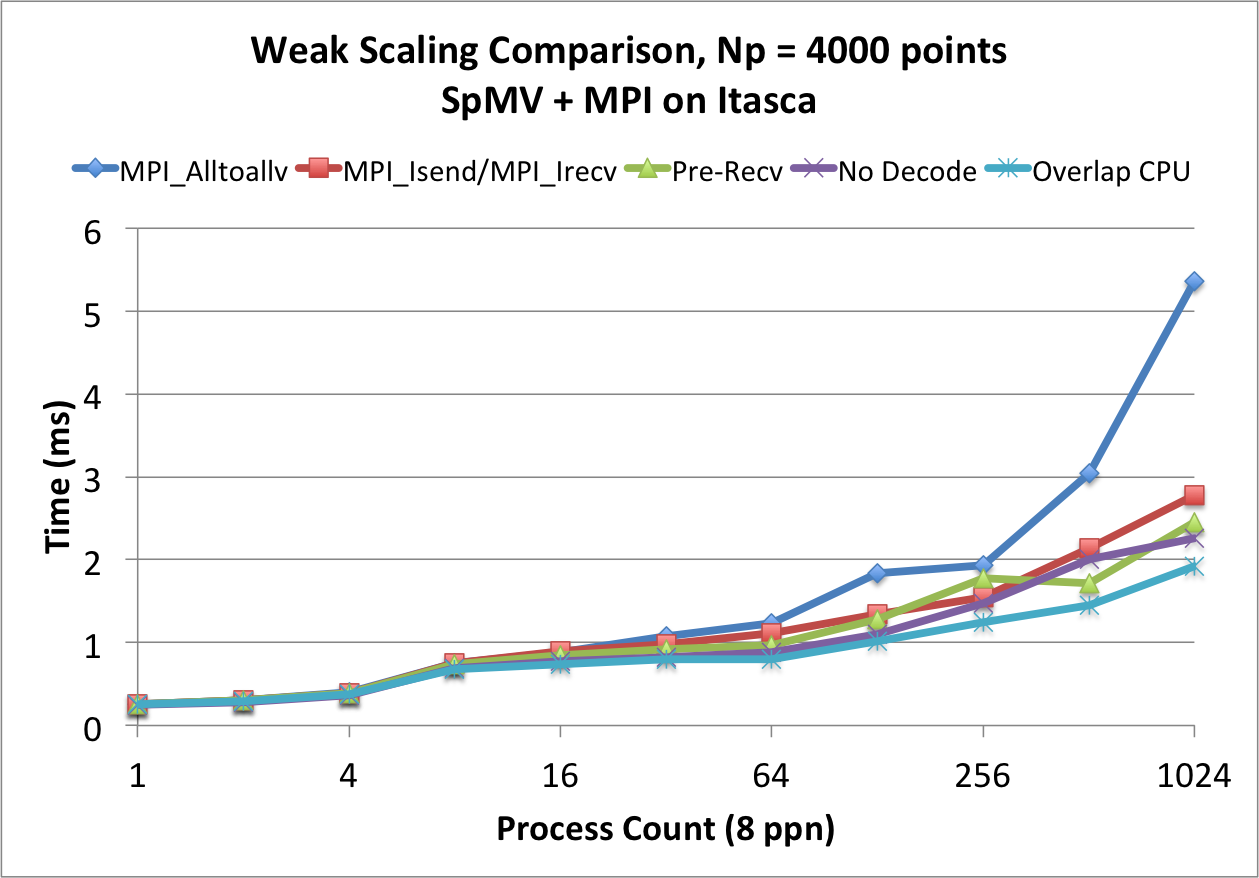 Weak Scaling Comparison, Np = 4000 points
SpMV + MPI on Itasca
MPI_Alltoallv MPI_Isend/MPI_Irecv Pre-Recv No Decode Overlap CPU
6
5
4
3
2
1
0
Time (ms)
1 4 16 64 256 1024
Process Count (8 ppn)